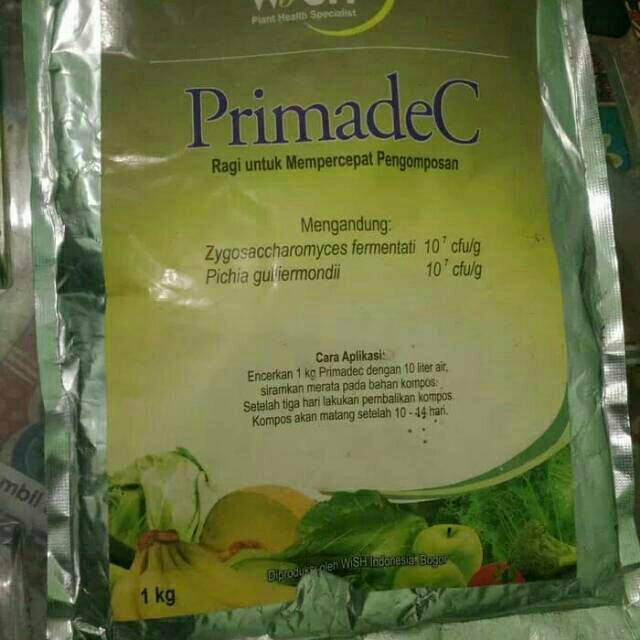 WiSH
Plant Health Specialist
PrimadeC
Ragi untuk Mempercepat Pengomposan
Mengandung:
Zygosaccharomyces fermentati 10⁷ cfu/g
Pichia gulliermondii 10⁷ cfu/g
Cara Aplikasi:
Encerkan 1 kg Primadec dengan 10 liter air,
siramkan merata pada bahan kompos.
Setelah tiga hari lakukan pembalikan kompos.
Kompos akan matang setelah 10 - 14 hari.
Diproduksi oleh WiSH Indonesia, Bogor
1 kg